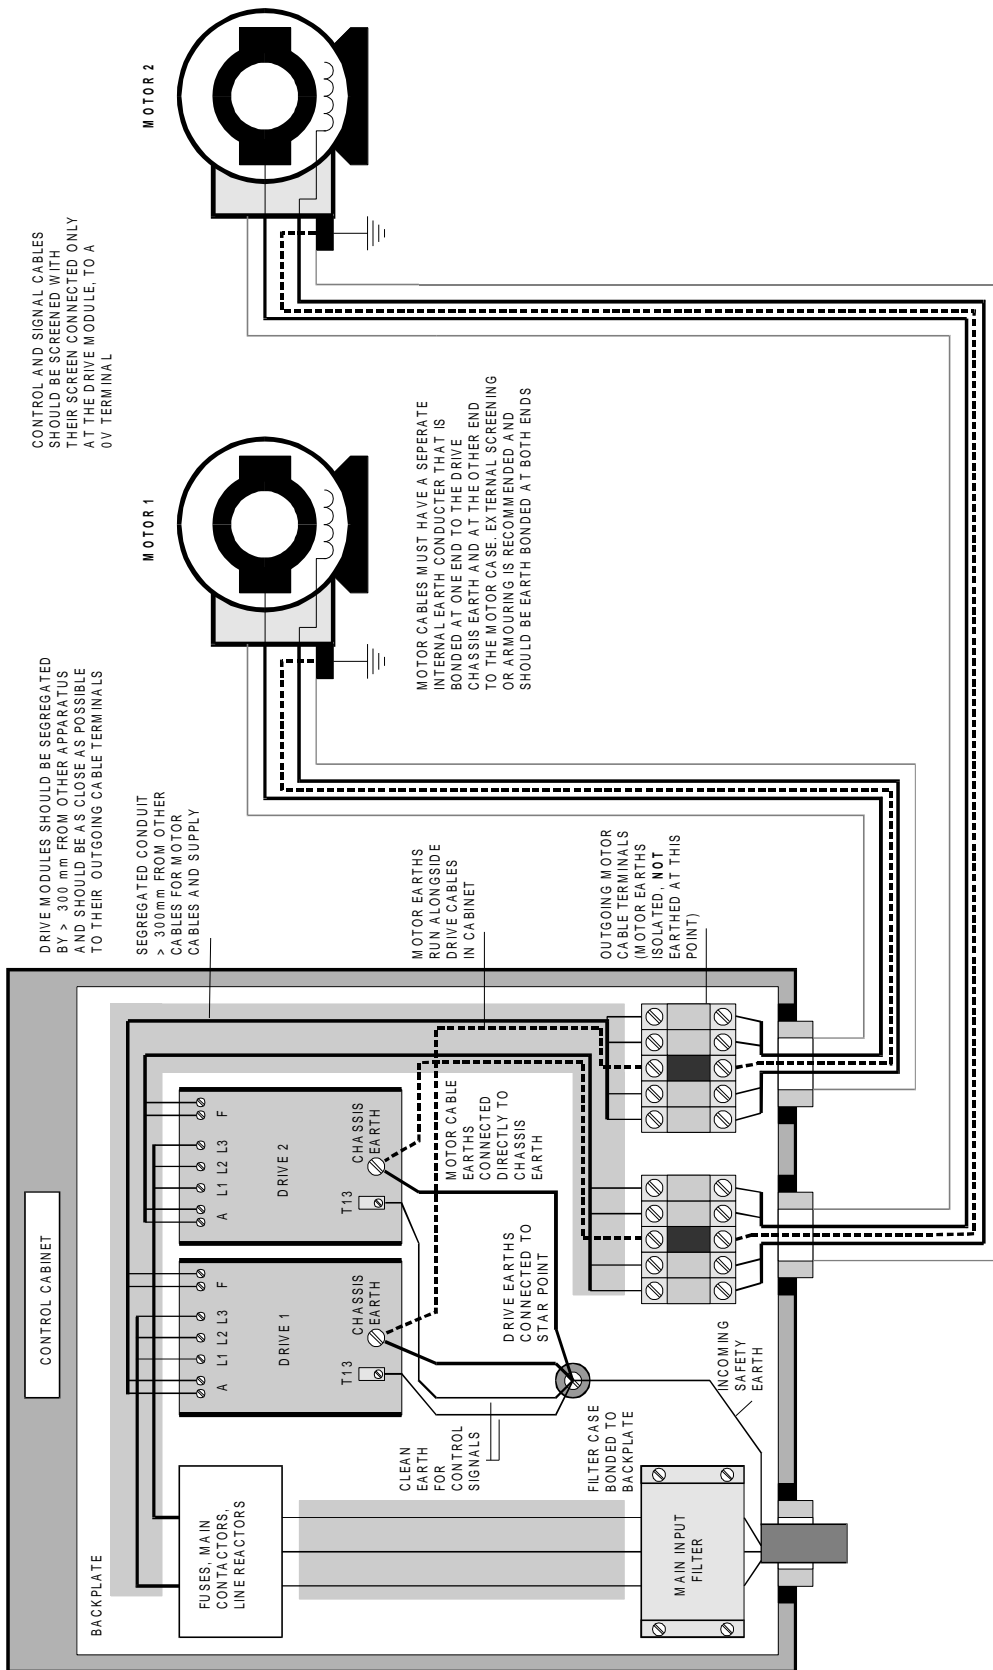 CONTROL CABINET
BACKPLATE
FUSES, MAIN
CONTACTORS,
LINE REACTORS
MAIN INPUT
FILTER
FILTER CASE
BONDED TO
BACKPLATE
INCOMING
SAFETY
EARTH
CLEAN
EARTH
FOR
CONTROL
SIGNALS
A L1 L2 L3 F
DRIVE 1
T13
CHASSIS
EARTH
A L1 L2 L3 F
DRIVE 2
T13
CHASSIS
EARTH
DRIVE EARTHS
CONNECTED TO
STAR POINT
MOTOR CABLE
EARTHS
CONNECTED
DIRECTLY TO
CHASSIS
EARTH
DRIVE MODULES SHOULD BE SEGREGATED
BY > 300 mm FROM OTHER APPARATUS
AND SHOULD BE AS CLOSE AS POSSIBLE
TO THEIR OUTGOING CABLE TERMINALS
SEGREGATED CONDUIT
> 300mm FROM OTHER
CABLES FOR MOTOR
CABLES AND SUPPLY
MOTOR EARTHS
RUN ALONGSIDE
DRIVE CABLES
IN CABINET
OUTGOING MOTOR
CABLE TERMINALS
(MOTOR EARTHS
ISOLATED, NOT
EARTHED AT THIS
POINT)
MOTOR 1
MOTOR CABLES MUST HAVE A SEPERATE
INTERNAL EARTH CONDUCTER THAT IS
BONDED AT ONE END TO THE DRIVE
CHASSIS EARTH AND AT THE OTHER END
TO THE MOTOR CASE. EXTERNAL SCREENING
OR ARMOURING IS RECOMMENDED AND
SHOULD BE EARTH BONDED AT BOTH ENDS
CONTROL AND SIGNAL CABLES
SHOULD BE SCREENED WITH
THEIR SCREEN CONNECTED ONLY
AT THE DRIVE MODULE, TO A
0V TERMINAL
MOTOR 2